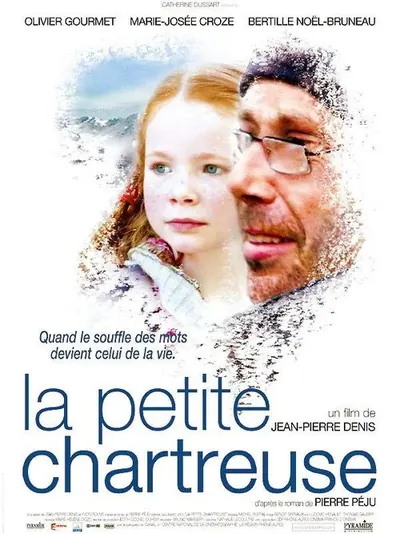 CATHERINE DUSSART
OLIVIER GOURMET MARIE-JOSÉE CROZE BERTILLE NOËL-BRUNEAU
Quand le souffle des mots
devient celui de la vie.
la petite
un film de
JEAN-PIERRE DENIS
chartreuse
d'après le roman de PIERRE PÉJU
PYRAMIDE